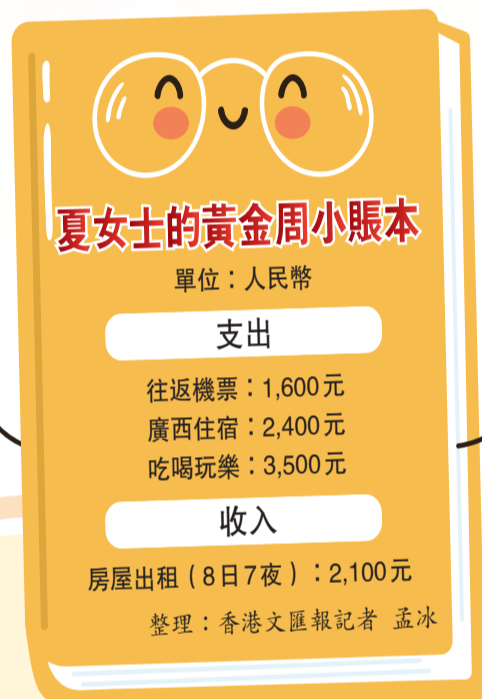 夏女士的黃金周小賬本
單位：人民幣
支出
往返機票：1,600元
廣西住宿：2,400元
吃喝玩樂：3,500元
收入
房屋出租（8日7夜）：2,100元
整理：香港文匯報記者 孟冰